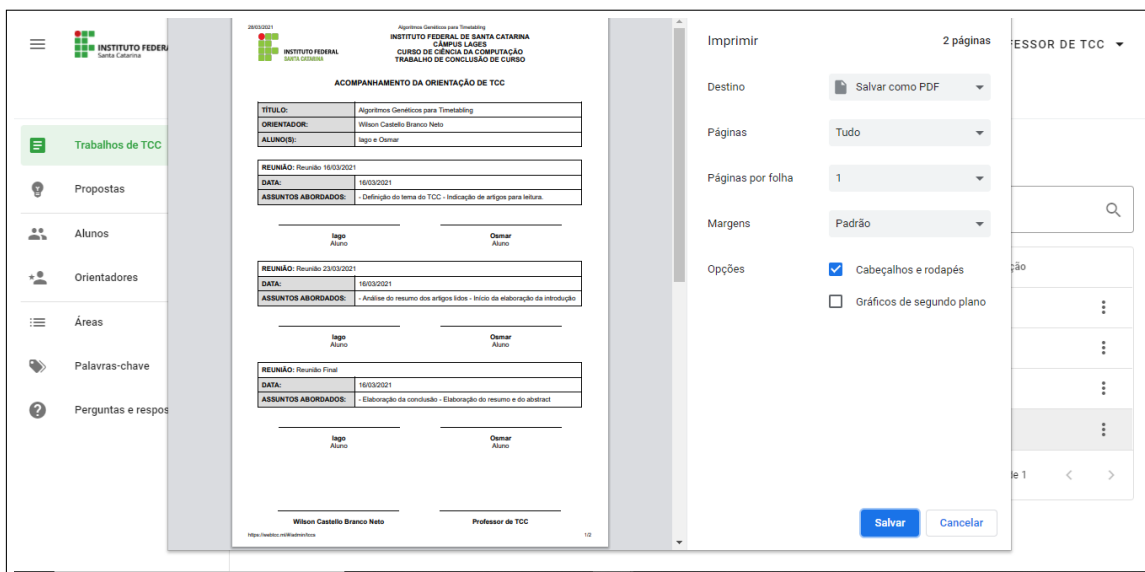 INSTITUTO FEDERA
Santa Catarina
FESSOR DE TCC
Trabalhos de TCC
Propostas
Alunos
Orientadores
Áreas
Palavras-chave
Perguntas e respos
28/03/2021
Algoritmos Genéticos para Timetabling
INSTITUTO FEDERAL
SANTA CATARINA
INSTITUTO FEDERAL DE SANTA CATARINA
CÂMPUS LAGES
CURSO DE CIÊNCIA DA COMPUTAÇÃO
TRABALHO DE CONCLUSÃO DE CURSO
ACOMPANHAMENTO DA ORIENTAÇÃO DE TCC
TÍTULO: Algoritmos Genéticos para Timetabling
ORIENTADOR: Wilson Castello Branco Neto
ALUNO(S): Iago e Osmar
REUNIÃO: Reunião 16/03/2021
DATA: 16/03/2021
ASSUNTOS ABORDADOS: - Definição do tema do TCC - Indicação de artigos para leitura.
Iago Osmar
Aluno Aluno
REUNIÃO: Reunião 23/03/2021
DATA: 16/03/2021
ASSUNTOS ABORDADOS: - Análise do resumo dos artigos lidos - Início da elaboração da introdução
Iago Osmar
Aluno Aluno
REUNIÃO: Reunião Final
DATA: 16/03/2021
ASSUNTOS ABORDADOS: - Elaboração da conclusão - Elaboração do resumo e do abstract
Iago Osmar
Aluno Aluno
Wilson Castello Branco Neto Professor de TCC
1/2
Imprimir 2 páginas
Destino Salvar como PDF
Páginas Tudo
Páginas por folha 1
Margens Padrão
Opções Cabeçalhos e rodapés
Gráficos de segundo plano
Salvar Cancelar
ção
de 1